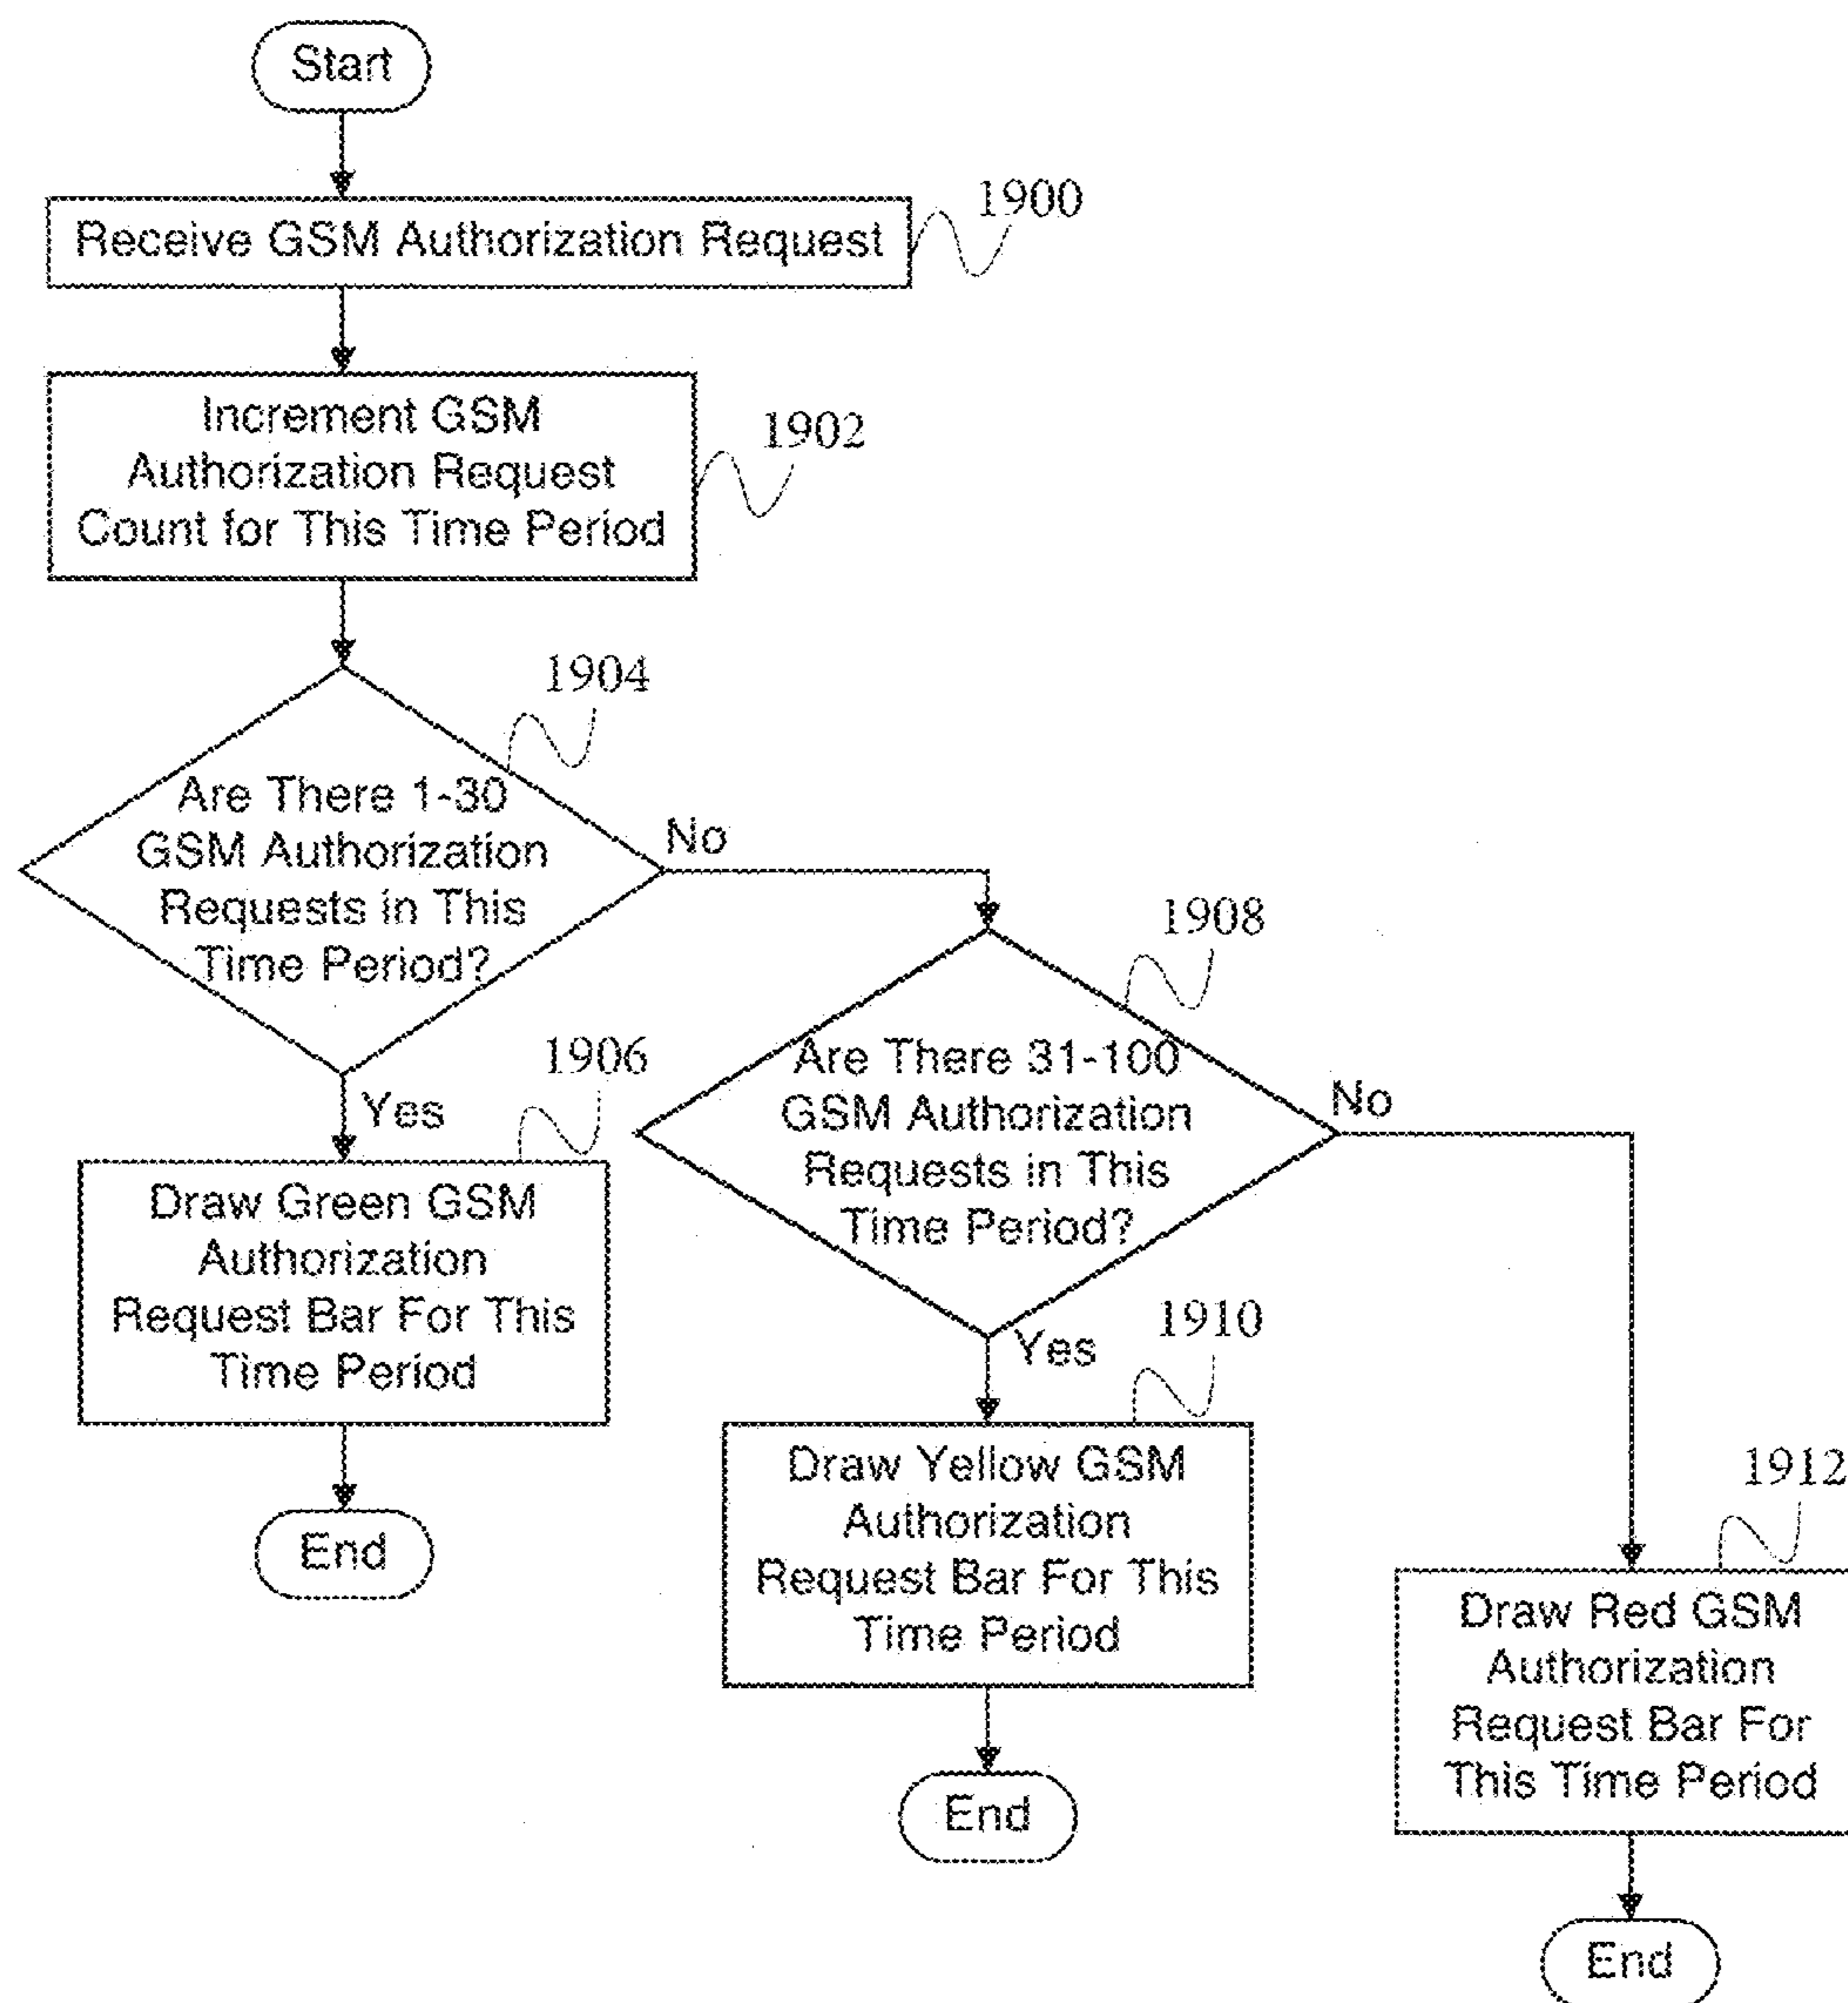 Start
1900
Receive GSM Authorization Request
1902
Increment GSM
Authorization Request
Count for This Time Period
1904
Are There 1-30
GSM Authorization
Requests in This
Time Period?
No
Yes
1906
Draw Green GSM
Authorization
Request Bar For This
Time Period
End
1908
Are There 31-100
GSM Authorization
Requests in This
Time Period?
No
Yes
1910
Draw Yellow GSM
Authorization
Request Bar For This
Time Period
End
1912
Draw Red GSM
Authorization
Request Bar For
This Time Period
End